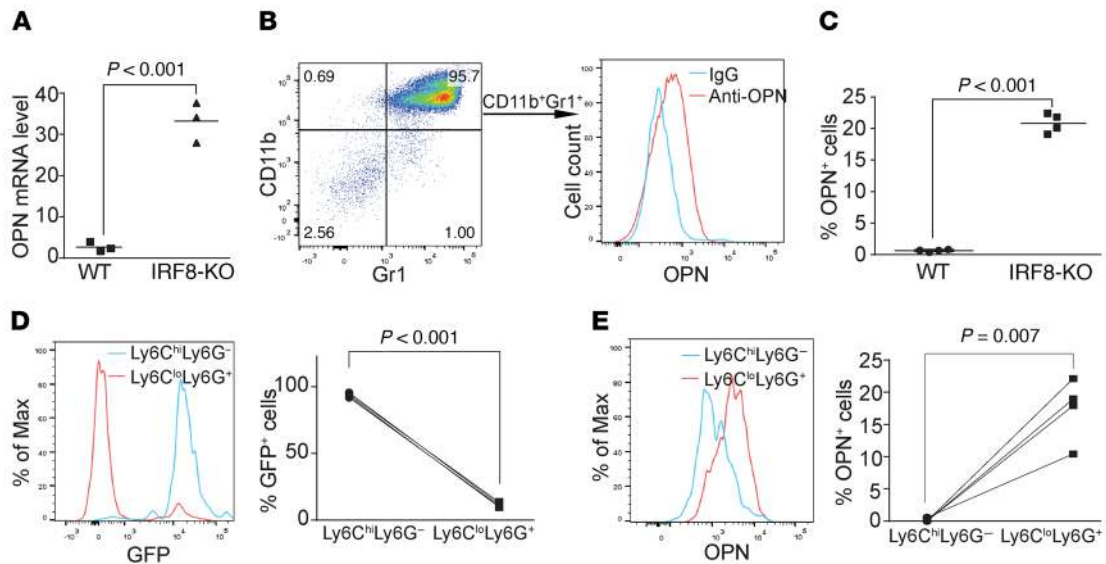 A
P < 0.001
OPN mRNA level
40
30
20
10
0
WT IRF8-KO
B
0.69 95.7
2.56 1.00
CD11b
Gr1
CD11b+Gr1+
IgG
Anti-OPN
Cell count
OPN
C
P < 0.001
% OPN+ cells
25
20
15
10
5
0
WT IRF8-KO
D
Ly6ChiLy6G−
Ly6CloLy6G+
% of Max
GFP
P < 0.001
% GFP+ cells
100
50
0
Ly6ChiLy6G− Ly6CloLy6G+
E
Ly6ChiLy6G−
Ly6CloLy6G+
% of Max
OPN
P = 0.007
% OPN+ cells
25
20
15
10
5
0
Ly6ChiLy6G− Ly6CloLy6G+